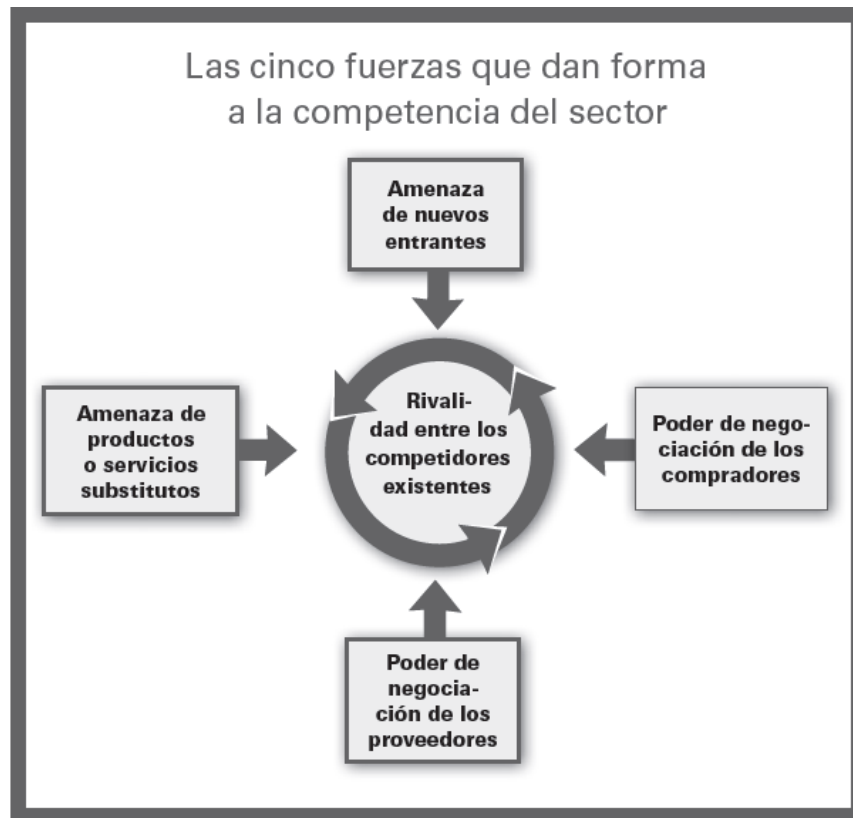 Las cinco fuerzas que dan forma
a la competencia del sector
Amenaza
de nuevos
entrantes
Amenaza de
productos
o servicios
substitutos
Rivali-
dad entre los
competidores
existentes
Poder de nego-
ciación de los
compradores
Poder de
negocia-
ción de los
proveedores